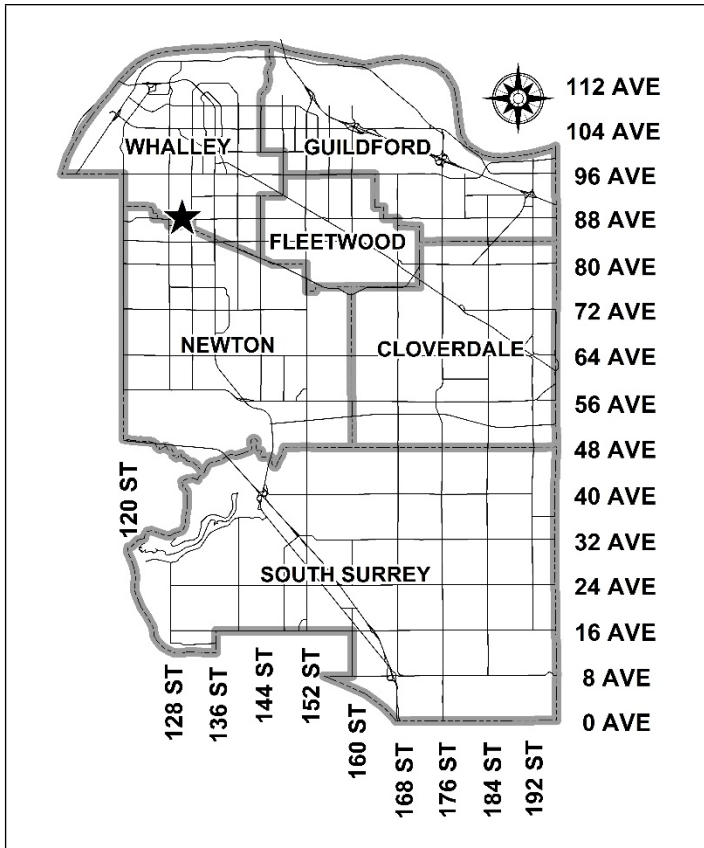 112 AVE
104 AVE
WHALLEY
GUILDFORD
96 AVE
88 AVE
FLEETWOOD
80 AVE
72 AVE
NEWTON
CLOVERDALE
64 AVE
56 AVE
48 AVE
120 ST
40 AVE
32 AVE
SOUTH SURREY
24 AVE
16 AVE
8 AVE
0 AVE
128 ST
136 ST
144 ST
152 ST
160 ST
168 ST
176 ST
184 ST
192 ST